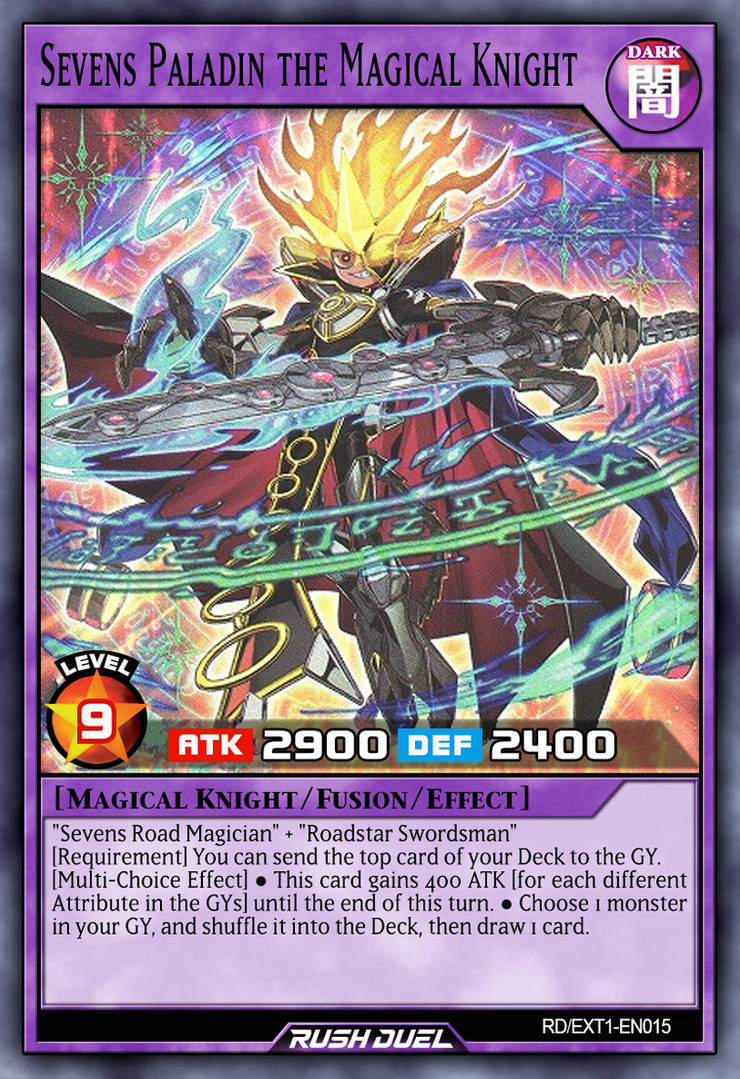 Sevens Paladin the Magical Knight
DARK
闇
LEVEL
9
ATK 2900 DEF 2400
[Magical Knight/Fusion/Effect]
"Sevens Road Magician" + "Roadstar Swordsman"
[Requirement] You can send the top card of your Deck to the GY.
[Multi-Choice Effect] ● This card gains 400 ATK [for each different
Attribute in the GYs] until the end of this turn. ● Choose 1 monster
in your GY, and shuffle it into the Deck, then draw 1 card.
RD/EXT1-EN015
RUSH DUEL